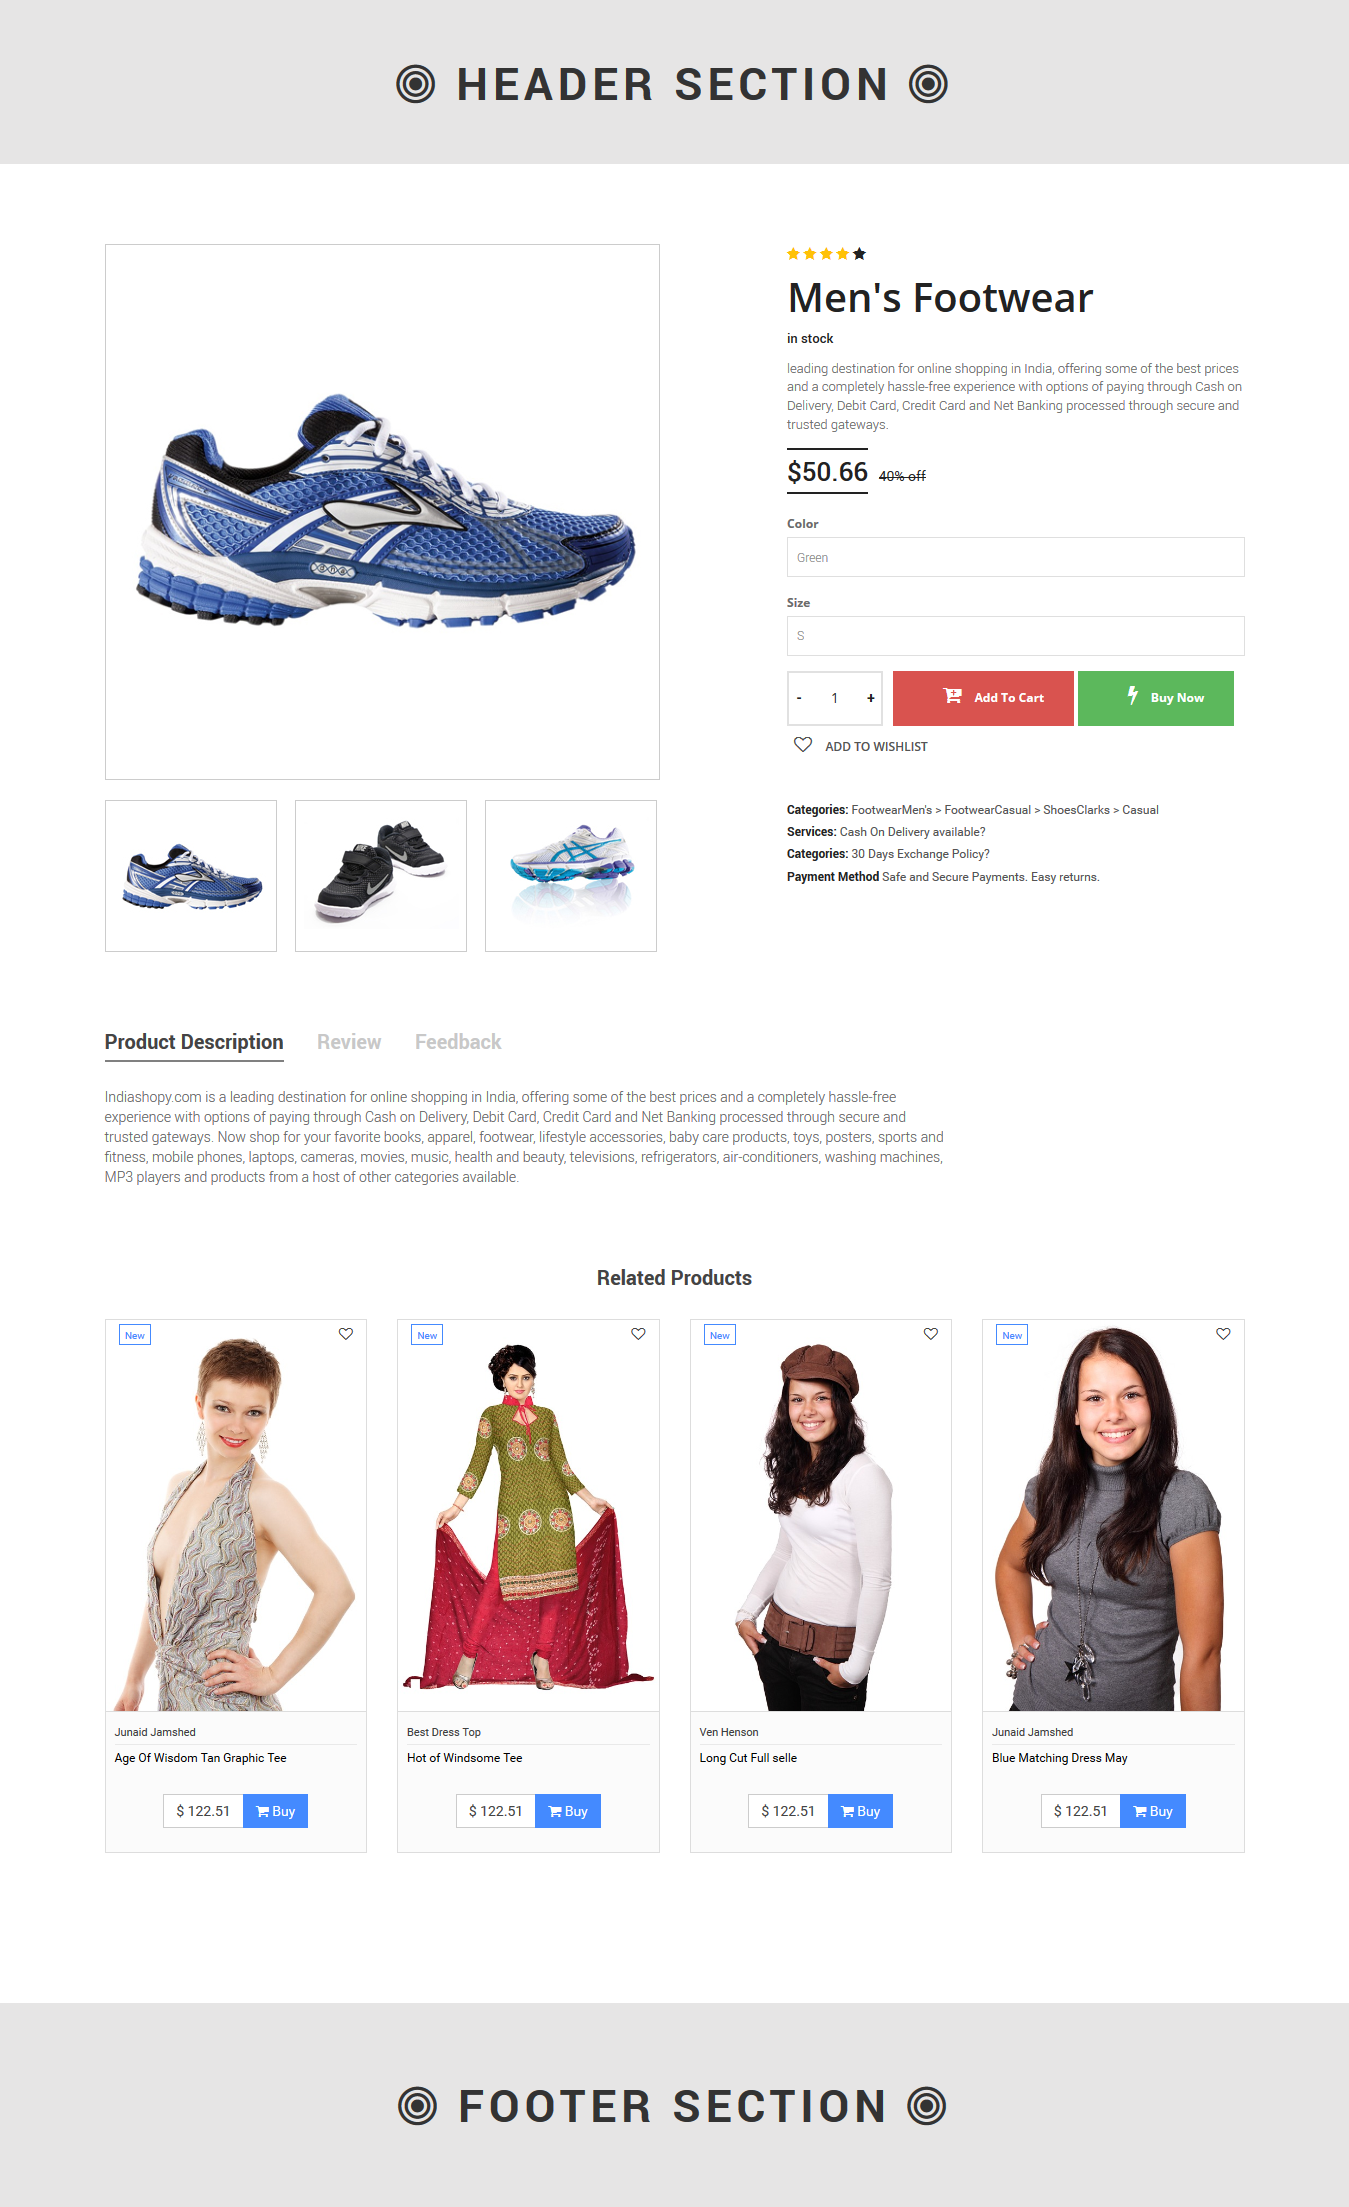 HEADER SECTION
Men's Footwear
in stock
leading destination for online shopping in India, offering some of the best prices
and a completely hassle-free experience with options of paying through Cash on
Delivery, Debit Card, Credit Card and Net Banking processed through secure and
trusted gateways.
$50.66 40% off
Color
Green
Size
S
- 1 + Add To Cart Buy Now
ADD TO WISHLIST
Categories: FootwearMen's > FootwearCasual > ShoesClarks > Casual
Services: Cash On Delivery available?
Categories: 30 Days Exchange Policy?
Payment Method Safe and Secure Payments. Easy returns.
Product Description Review Feedback
Indiashopy.com is a leading destination for online shopping in India, offering some of the best prices and a completely hassle-free
experience with options of paying through Cash on Delivery, Debit Card, Credit Card and Net Banking processed through secure and
trusted gateways. Now shop for your favorite books, apparel, footwear, lifestyle accessories, baby care products, toys, posters, sports and
fitness, mobile phones, laptops, cameras, movies, music, health and beauty, televisions, refrigerators, air-conditioners, washing machines,
MP3 players and products from a host of other categories available.
Related Products
New New New New
Junaid Jamshed Best Dress Top Ven Henson Junaid Jamshed
Age Of Wisdom Tan Graphic Tee Hot of Windsome Tee Long Cut Full selle Blue Matching Dress May
$ 122.51 Buy $ 122.51 Buy $ 122.51 Buy $ 122.51 Buy
FOOTER SECTION